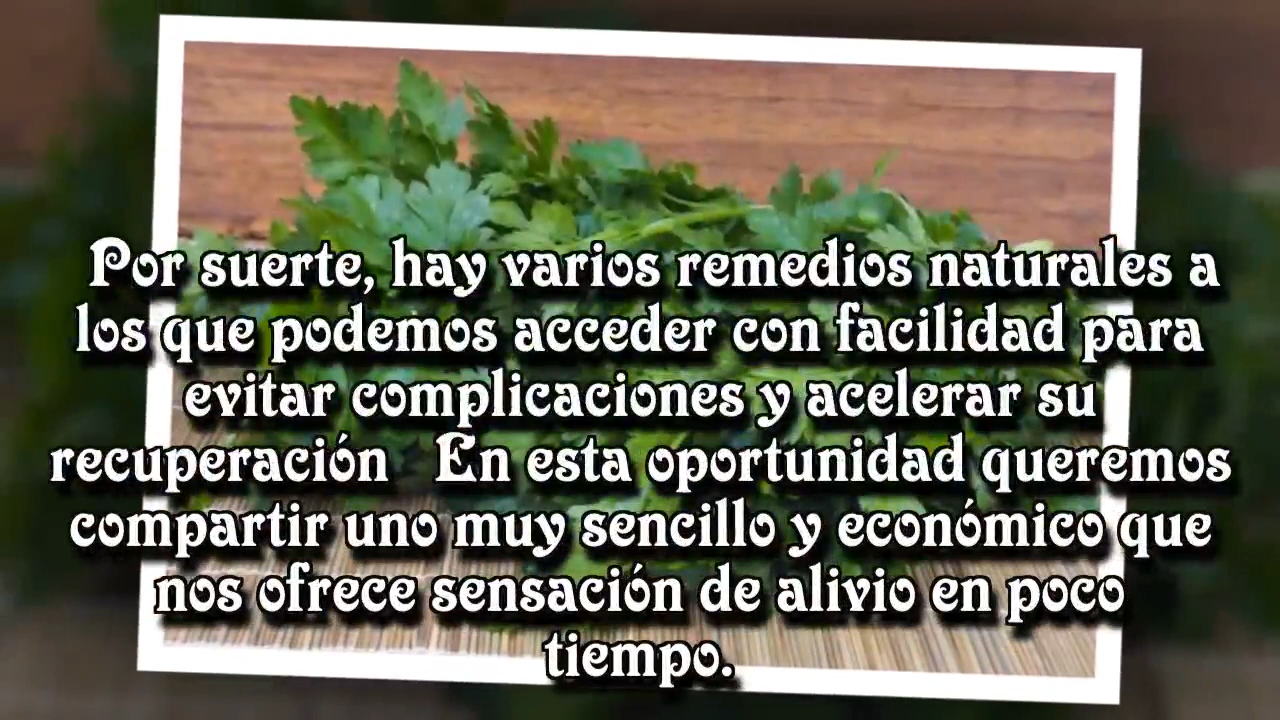 Por suerte, hay varios remedios naturales a
los que podemos acceder con facilidad para
evitar complicaciones y acelerar su
recuperación   En esta oportunidad queremos
compartir uno muy sencillo y económico que
nos ofrece sensación de alivio en poco
tiempo.